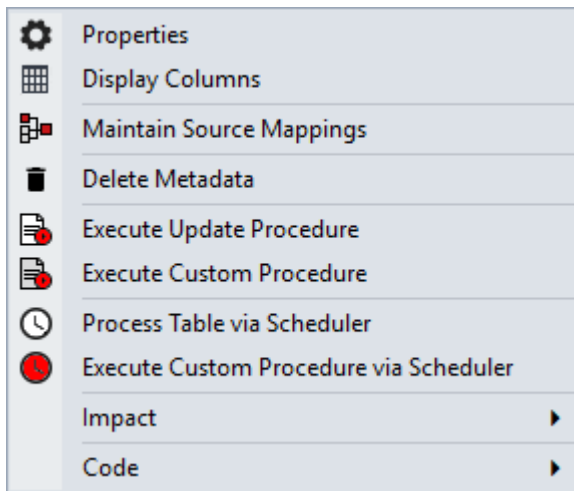 Properties
Display Columns
Maintain Source Mappings
Delete Metadata
Execute Update Procedure
Execute Custom Procedure
Process Table via Scheduler
Execute Custom Procedure via Scheduler
Impact
Code